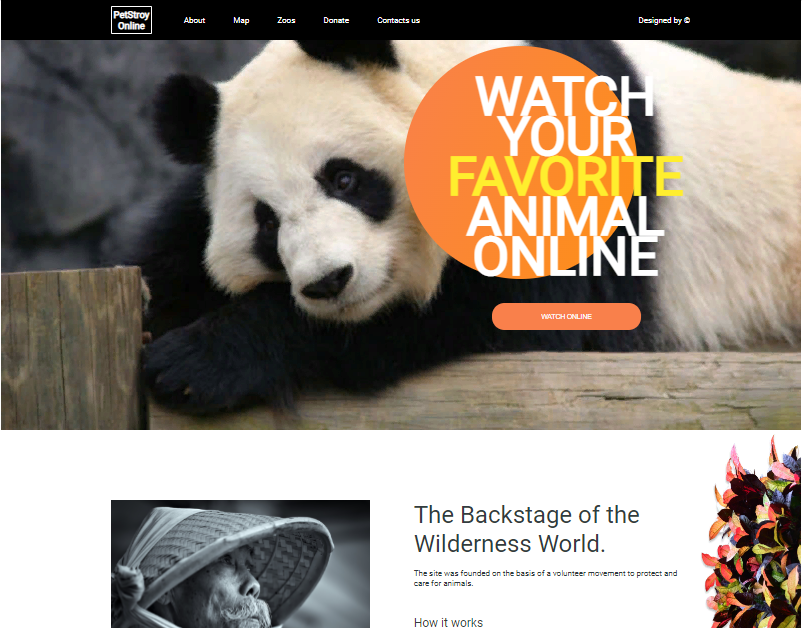 PetStroy
Online
About
Map
Zoos
Donate
Contacts us
Designed by ©
WATCH
YOUR
FAVORITE
ANIMAL
ONLINE
WATCH ONLINE
The Backstage of the
Wilderness World.
The site was founded on the basis of a volunteer movement to protect and
care for animals.
How it works